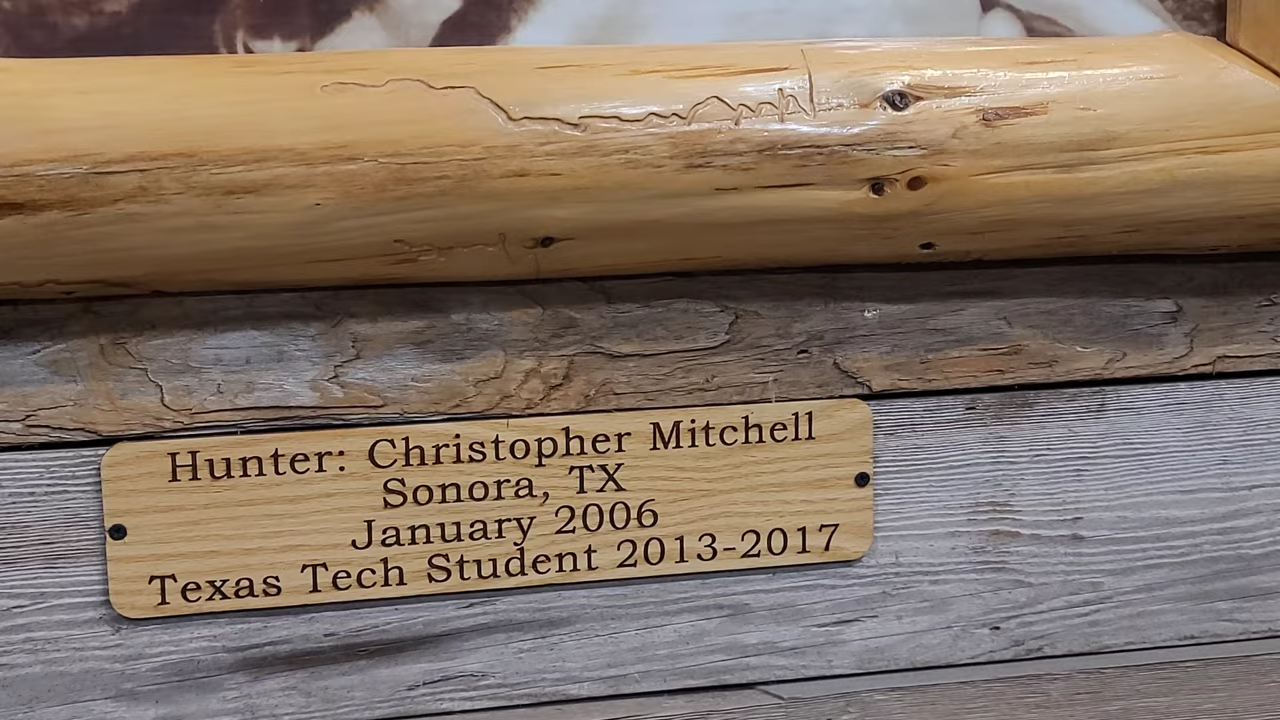 Hunter: Christopher Mitchell
Sonora, TX
January 2006
Texas Tech Student 2013-2017